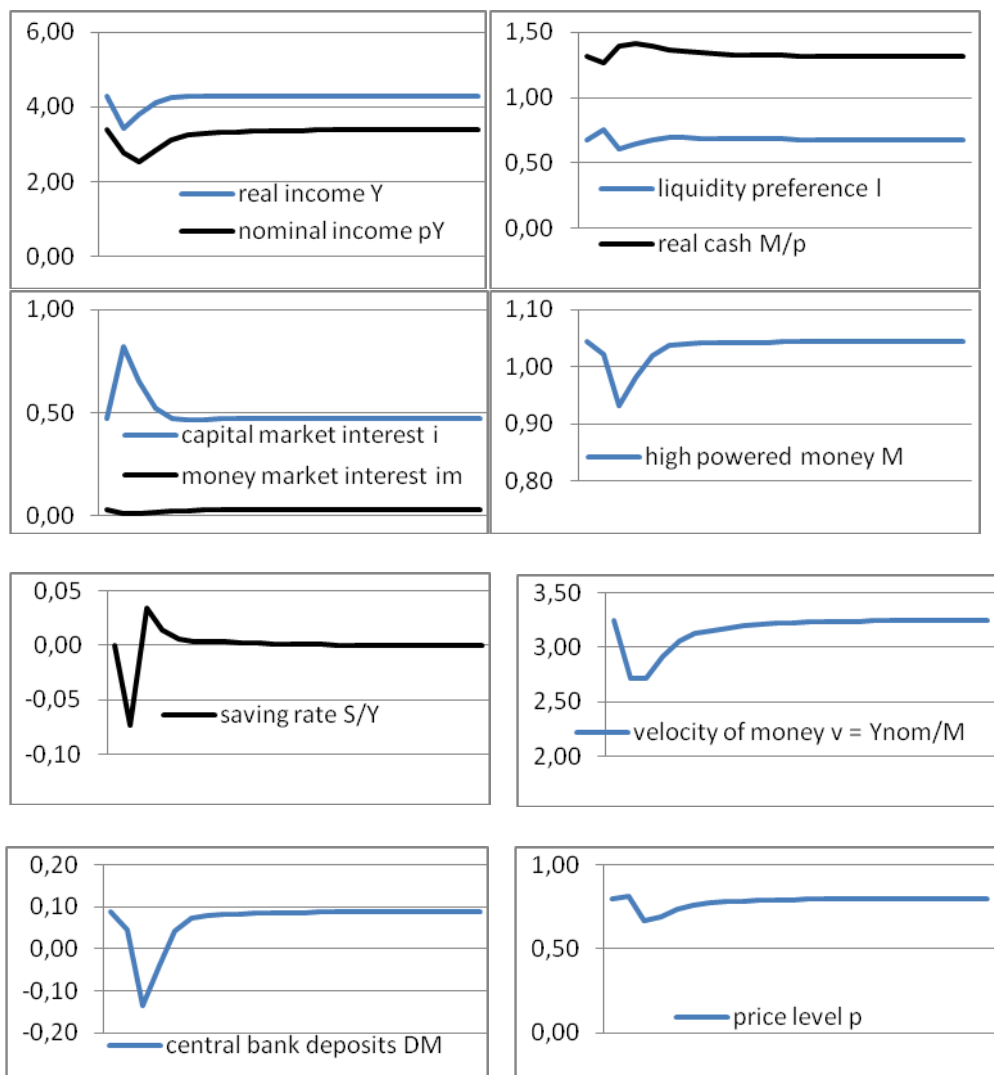 6,00
4,00
2,00
0,00
real income Y
nominal income pY
1,50
1,00
0,50
0,00
liquidity preference l
real cash M/p
1,00
0,50
0,00
capital market interest i
money market interest im
1,10
1,00
0,90
0,80
high powered money M
0,05
0,00
-0,05
-0,10
saving rate S/Y
3,50
3,00
2,50
2,00
velocity of money v = Ynom/M
0,20
0,10
0,00
-0,10
-0,20
central bank deposits DM
1,00
0,50
0,00
price level p